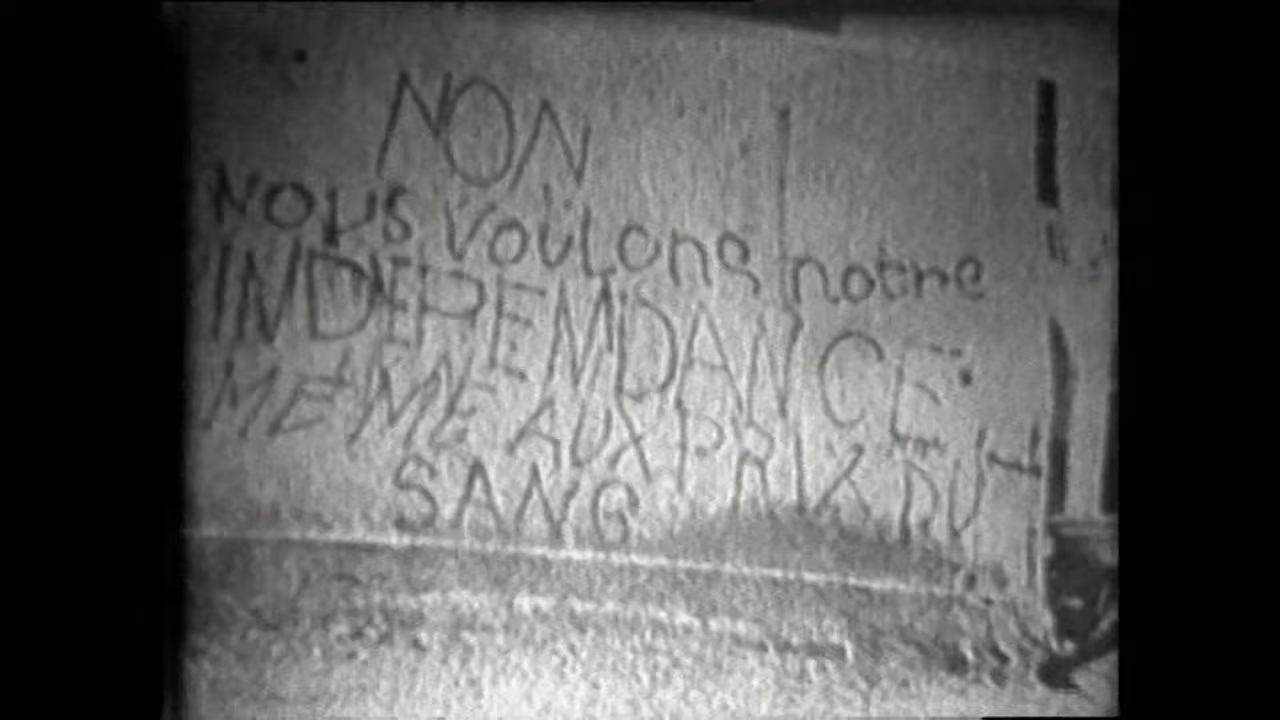 NON
Nous voulons notre
INDEPEMDANCE
MEME AUX PRIX DU
SANG